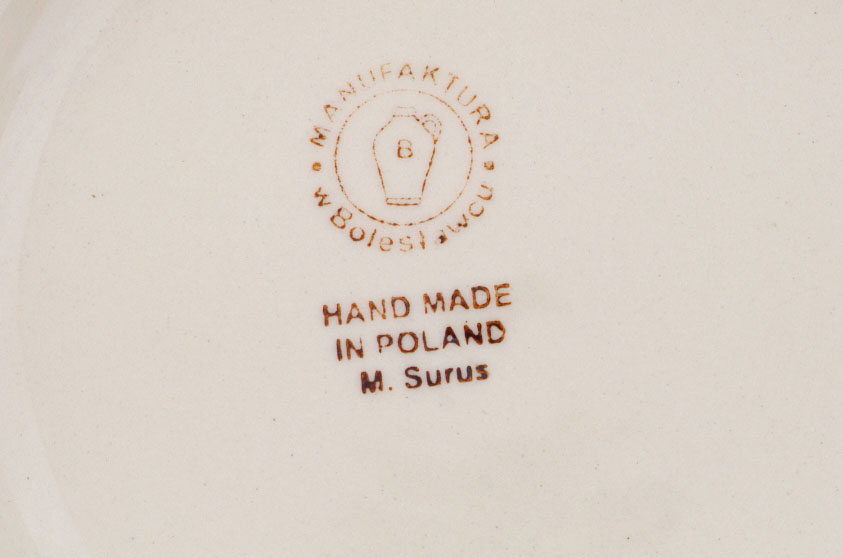 MANUFAKTURA
B
w Bolesławcu
HAND MADE
IN POLAND
M. Surus